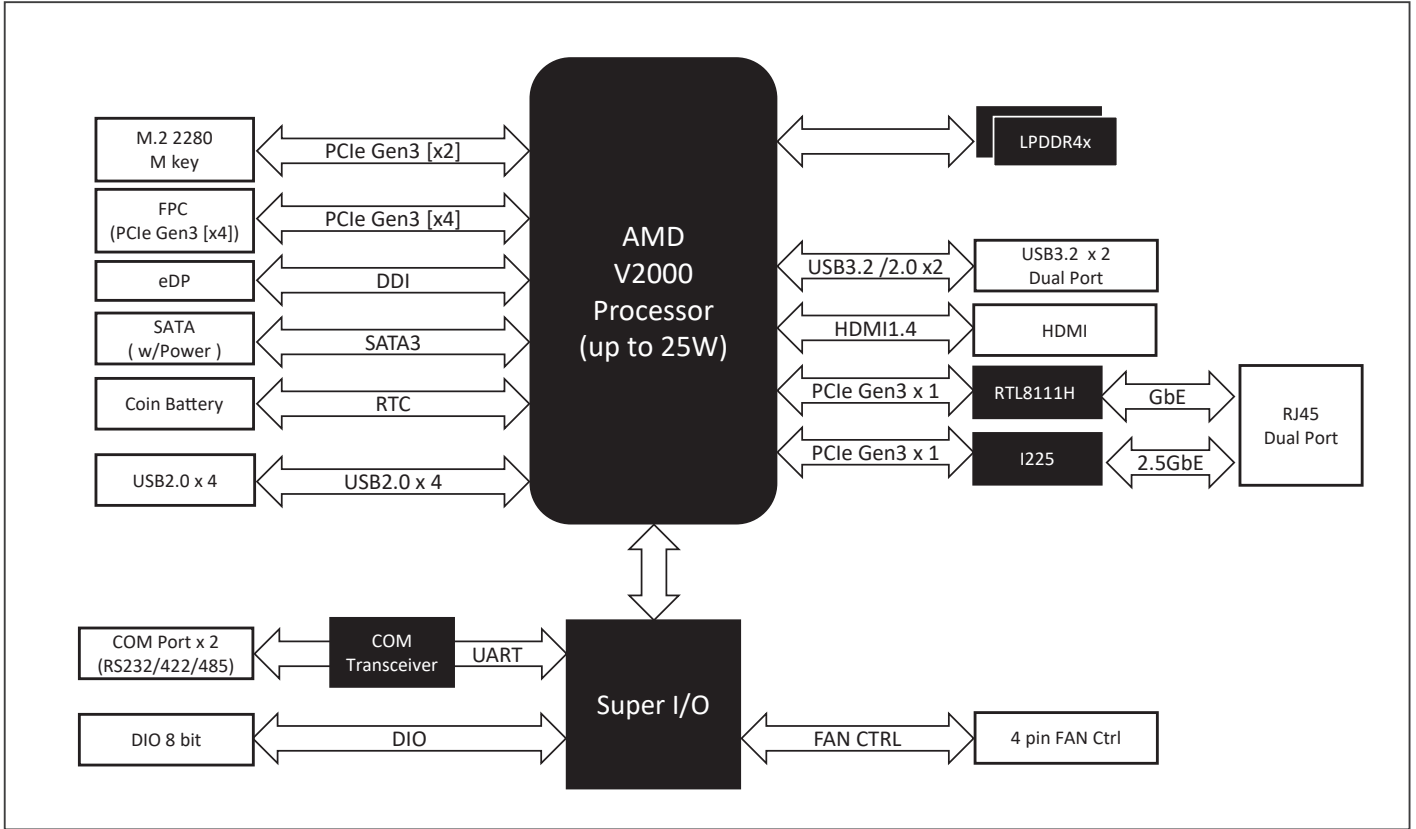 M.2 2280
M key
PCIe Gen3 [x2]
FPC
(PCIe Gen3 [x4])
PCIe Gen3 [x4]
eDP
DDI
SATA
( w/Power )
SATA3
Coin Battery
RTC
USB2.0 x 4
USB2.0 x 4
AMD
V2000
Processor
(up to 25W)
LPDDR4x
USB3.2 /2.0 x2
USB3.2  x 2
Dual Port
HDMI1.4
HDMI
PCIe Gen3 x 1
RTL8111H
GbE
PCIe Gen3 x 1
I225
2.5GbE
RJ45
Dual Port
COM Port x 2
(RS232/422/485)
COM
Transceiver
UART
Super I/O
DIO 8 bit
DIO
FAN CTRL
4 pin FAN Ctrl